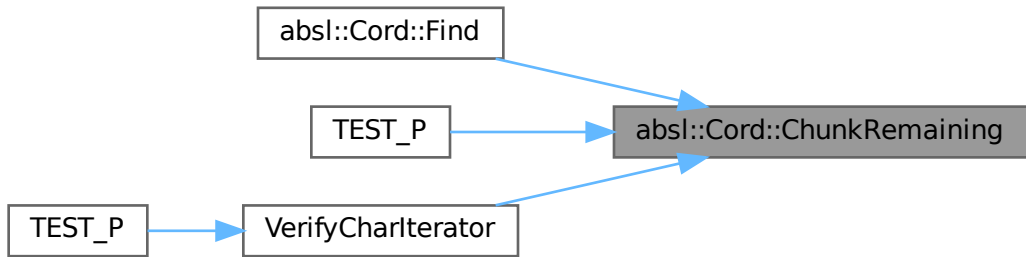 absl::Cord::Find
TEST_P
absl::Cord::ChunkRemaining
TEST_P
VerifyCharIterator